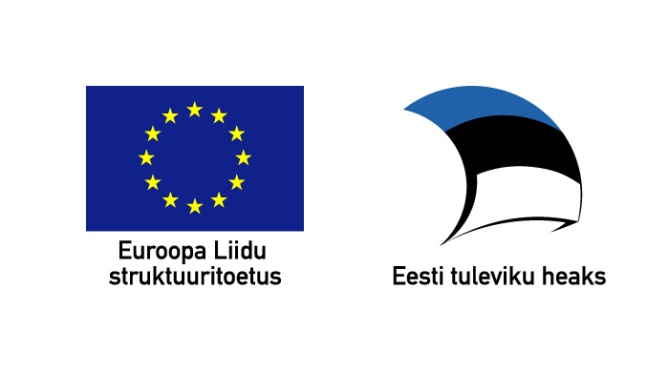 Euroopa Liidu
struktuuritoetus
Eesti tuleviku heaks